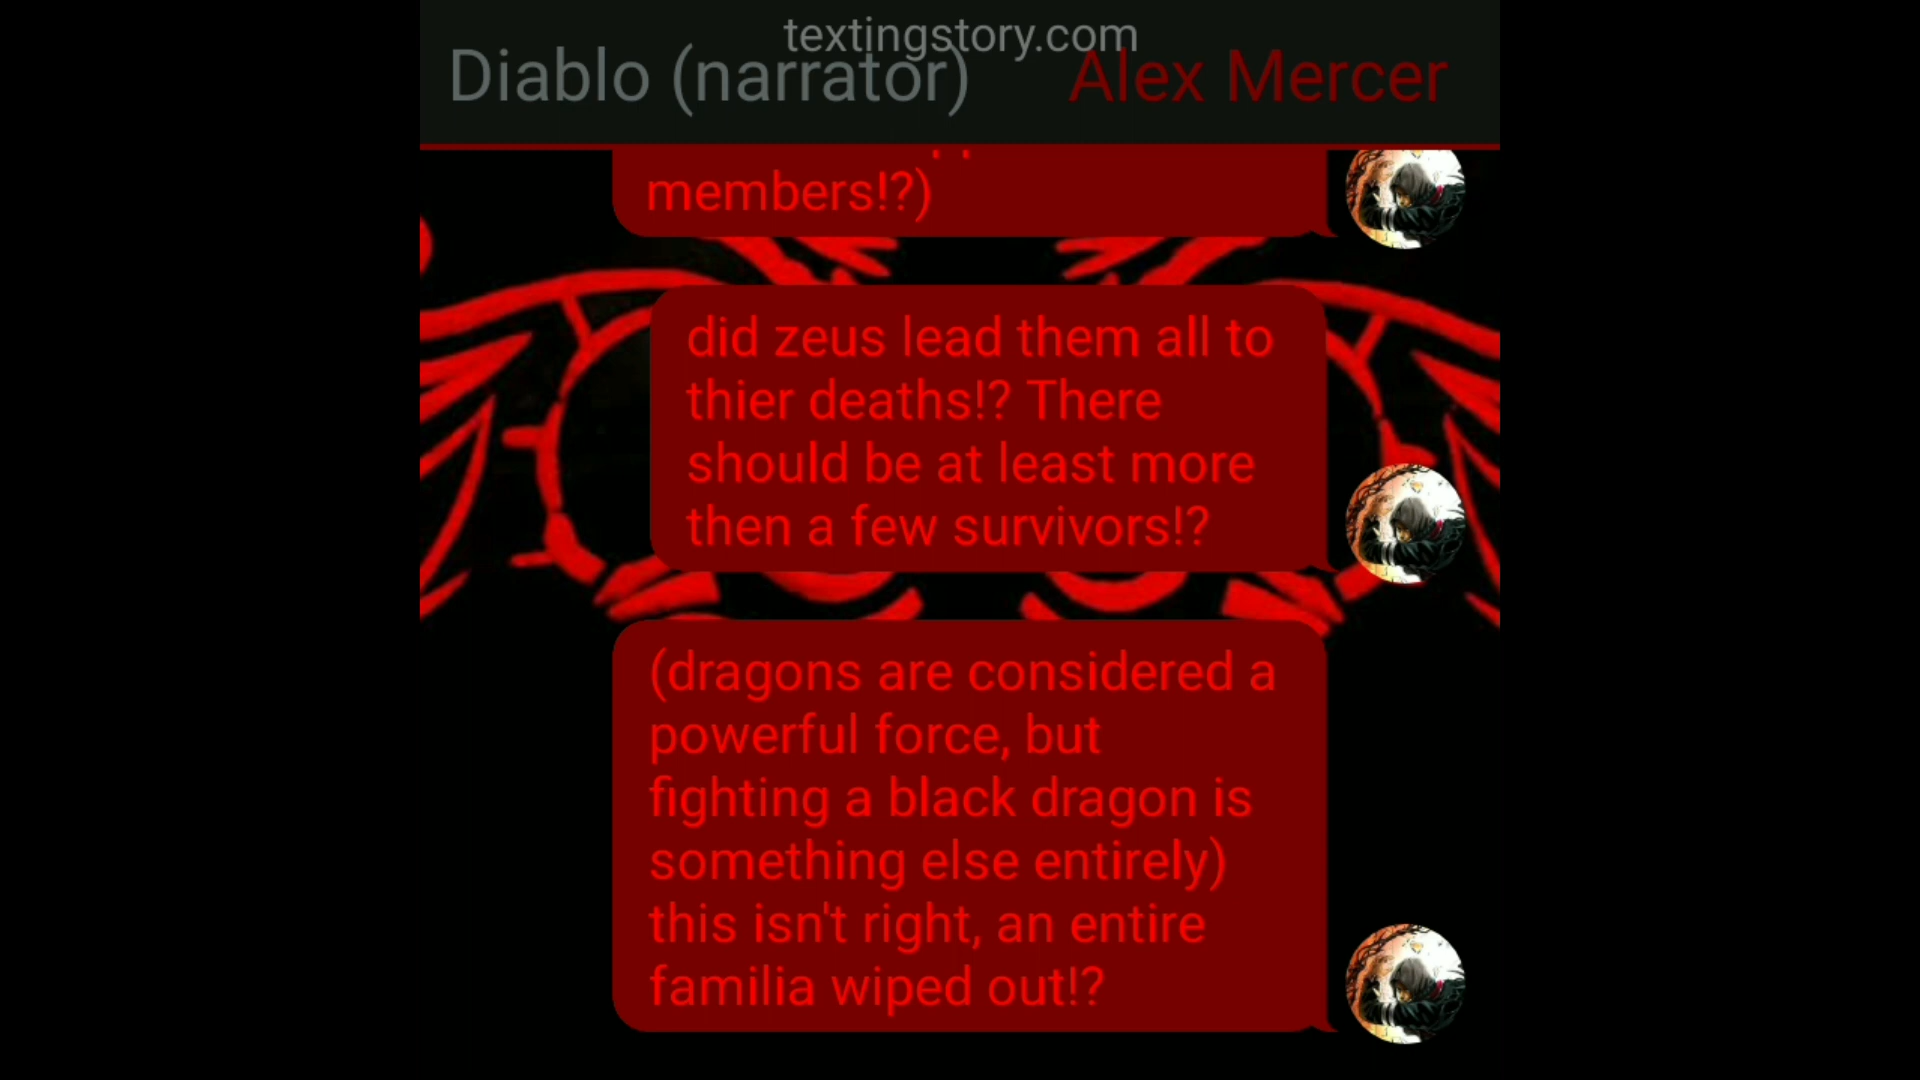 textingstory.com
Diablo (narrator) Alex Mercer
members!?)
did zeus lead them all to
thier deaths!? There
should be at least more
then a few survivors!?
(dragons are considered a
powerful force, but
fighting a black dragon is
something else entirely)
this isn't right, an entire
familia wiped out!?